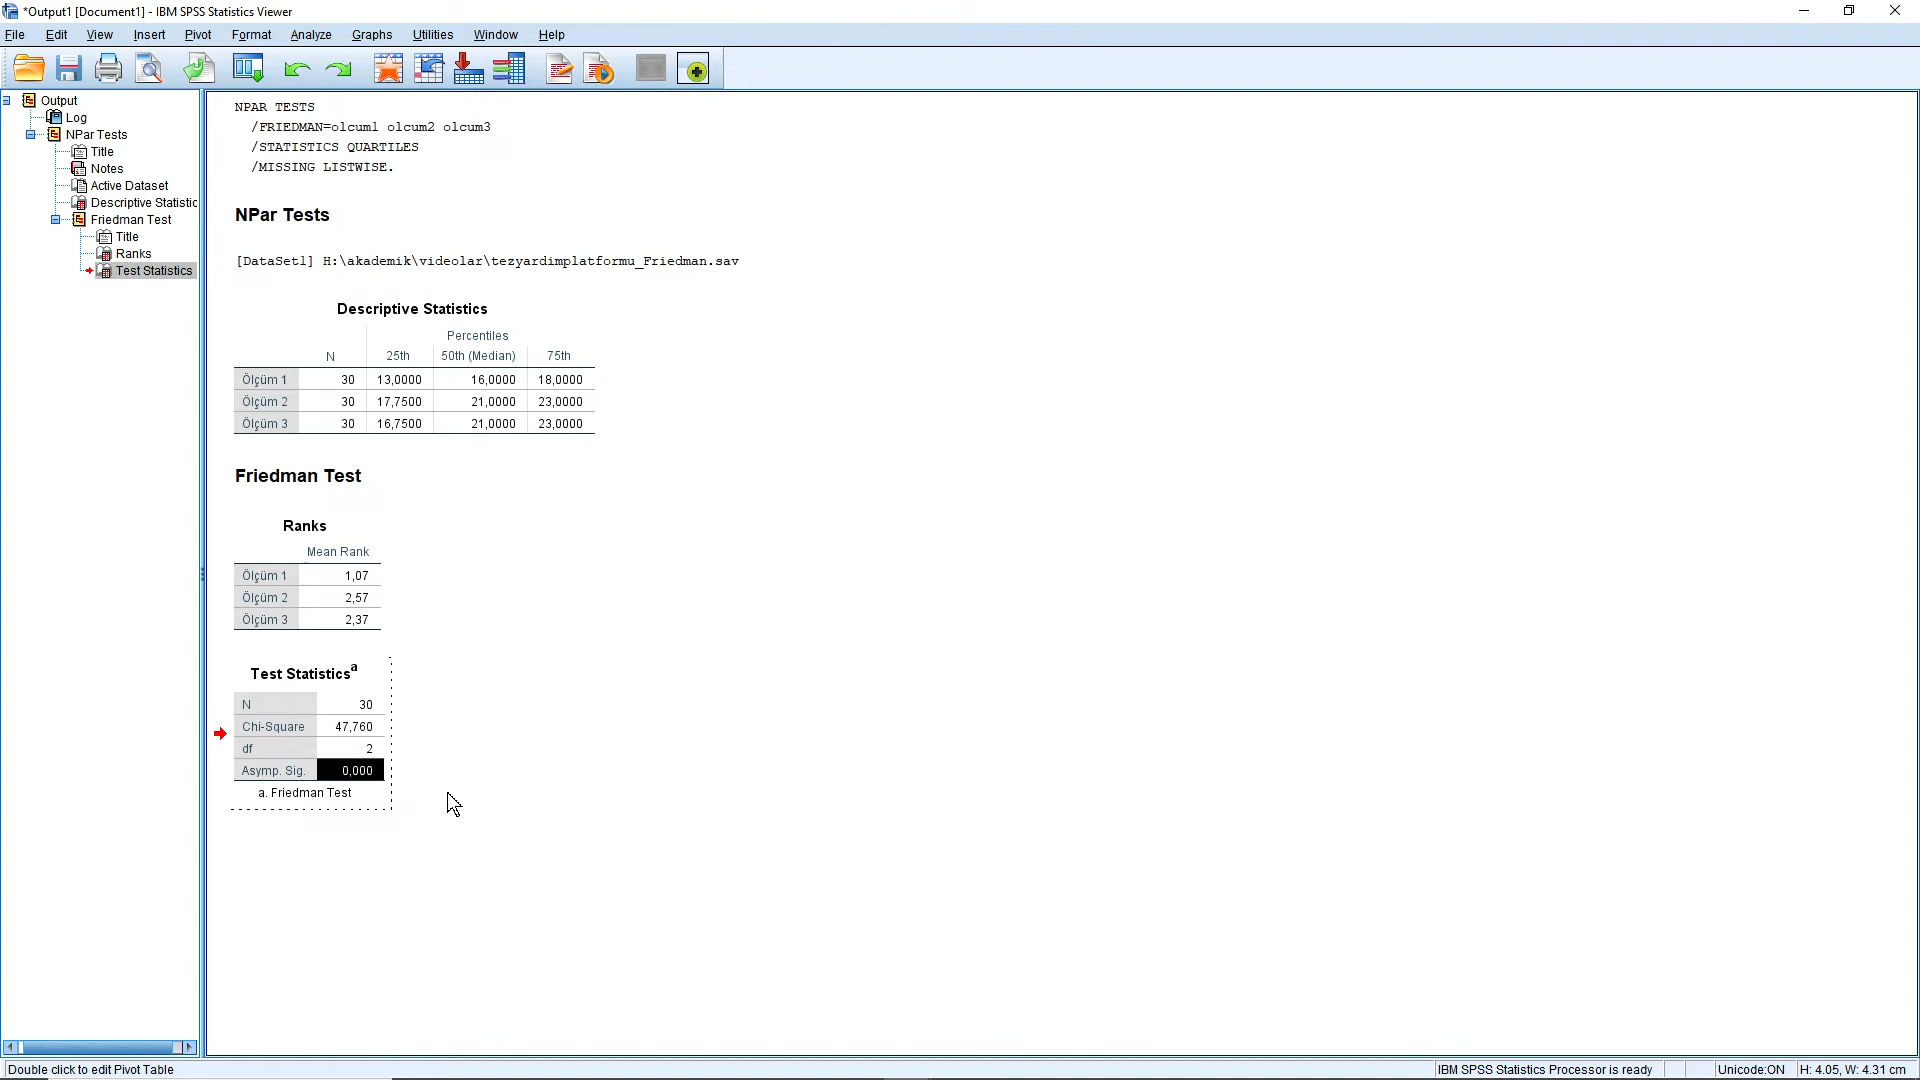 *Output1 [Document1] - IBM SPSS Statistics Viewer
File Edit View Insert Pivot Format Analyze Graphs Utilities Window Help
Output
Log
NPar Tests
Title
Notes
Active Dataset
Descriptive Statistic
Friedman Test
Title
Ranks
Test Statistics
NPAR TESTS
/FRIEDMAN=olcum1 olcum2 olcum3
/STATISTICS QUARTILES
/MISSING LISTWISE.
NPar Tests
[DataSet1] H:\akademik\videolar\tezyardimplatformu_Friedman.sav
Descriptive Statistics
Percentiles
N 25th 50th (Median) 75th
Ölçüm 1 30 13,0000 16,0000 18,0000
Ölçüm 2 30 17,7500 21,0000 23,0000
Ölçüm 3 30 16,7500 21,0000 23,0000
Friedman Test
Ranks
Mean Rank
Ölçüm 1 1,07
Ölçüm 2 2,57
Ölçüm 3 2,37
Test Statisticsᵃ
N 30
Chi-Square 47,760
df 2
Asymp. Sig. 0,000
a. Friedman Test
Double click to edit Pivot Table IBM SPSS Statistics Processor is ready Unicode:ON H: 4.05, W: 4.31 cm